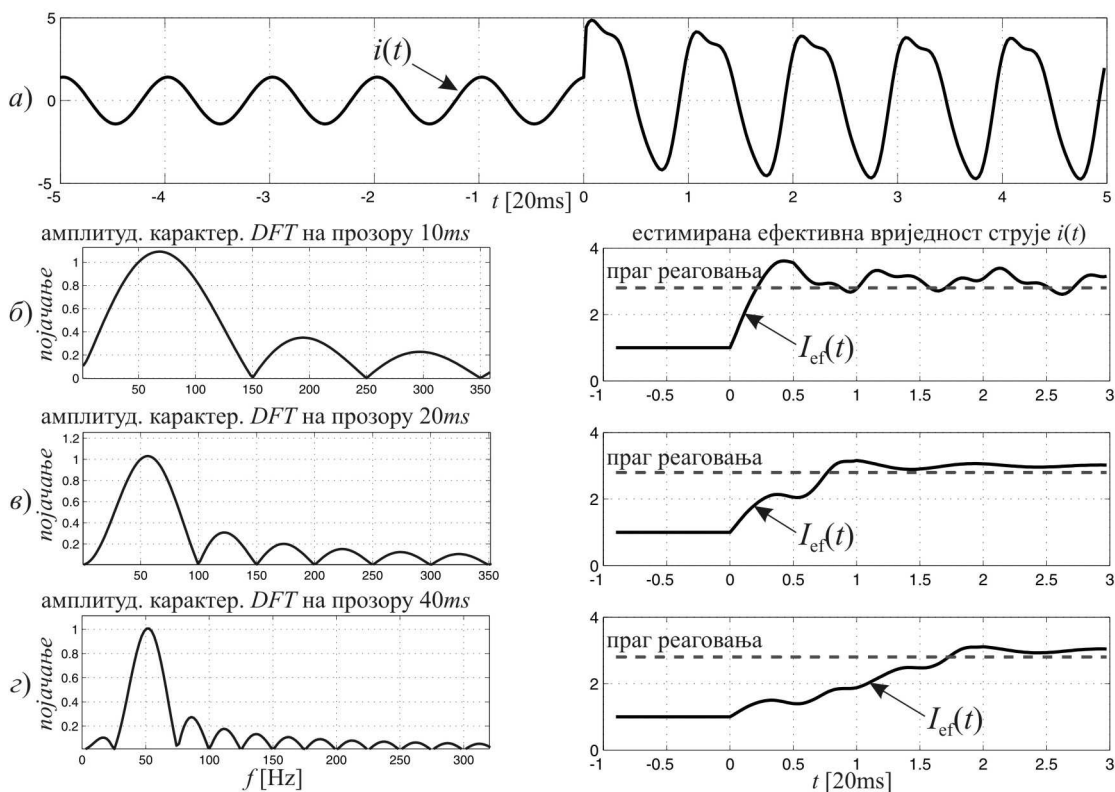 а)
i(t)
5
0
-5
-5 -4 -3 -2 -1 0 1 2 3 4 5
t [20ms]
амплитуд. карактер. DFT на прозору 10ms
естимирана ефективна вриједност струје i(t)
б)
појачање
1
0.8
0.6
0.4
0.2
0
50 100 150 200 250 300 350
4
праг реаговања
2
0
I ef (t)
-1 -0.5 0 0.5 1 1.5 2 2.5 3
амплитуд. карактер. DFT на прозору 20ms
в)
појачање
1.2
1
0.8
0.6
0.4
0.2
50 100 150 200 250 300 350
4
праг реаговања
2
0
I ef (t)
-1 -0.5 0 0.5 1 1.5 2 2.5 3
амплитуд. карактер. DFT на прозору 40ms
г)
појачање
1
0.8
0.6
0.4
0.2
0 50 100 150 200 250 300
f [Hz]
4
праг реаговања
2
0
I ef (t)
-1 -0.5 0 0.5 1 1.5 2 2.5 3
t [20ms]